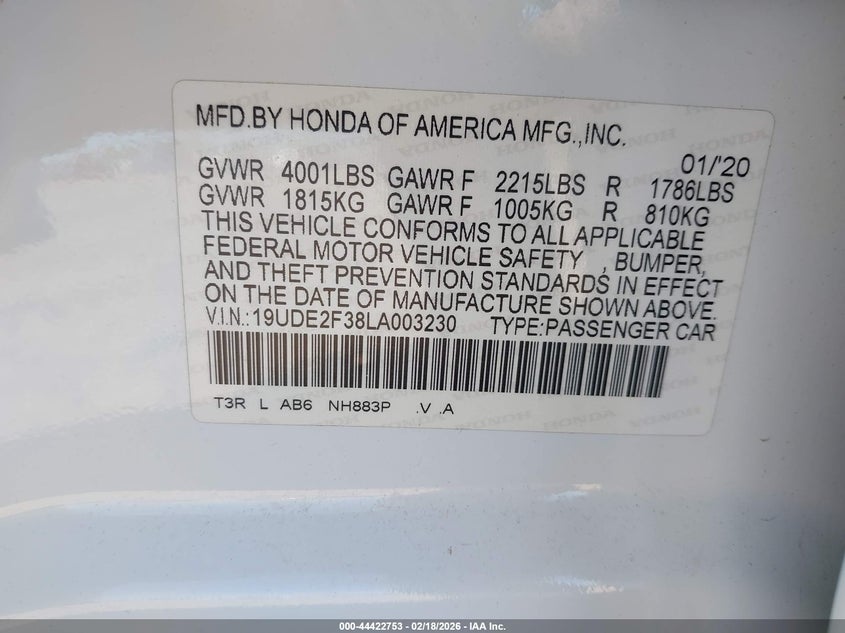 MFD.BY HONDA OF AMERICA MFG.,INC.
01/'20
GVWR 4001LBS GAWR F 2215LBS R 1786LBS
GVWR 1815KG GAWR F 1005KG R 810KG
THIS VEHICLE CONFORMS TO ALL APPLICABLE
FEDERAL MOTOR VEHICLE SAFETY , BUMPER,
AND THEFT PREVENTION STANDARDS IN EFFECT
ON THE DATE OF MANUFACTURE SHOWN ABOVE.
V.I.N.:19UDE2F38LA003230 TYPE:PASSENGER CAR
T3R L AB6 NH883P .V .A
000-44422753 - 02/18/2026 - IAA Inc.